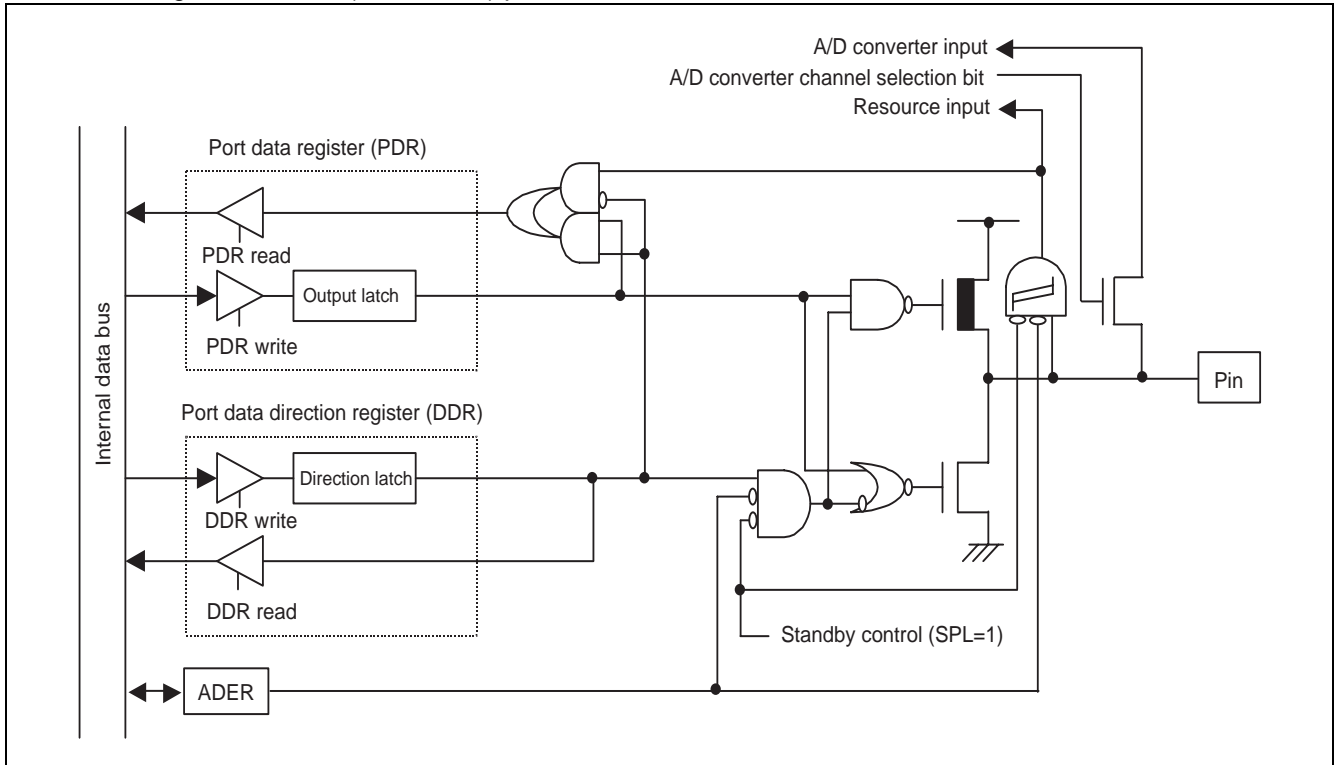 A/D converter input
A/D converter channel selection bit
Resource input
Port data register (PDR)
PDR read
Output latch
PDR write
Internal data bus
Pin
Port data direction register (DDR)
Direction latch
DDR write
DDR read
Standby control (SPL=1)
ADER